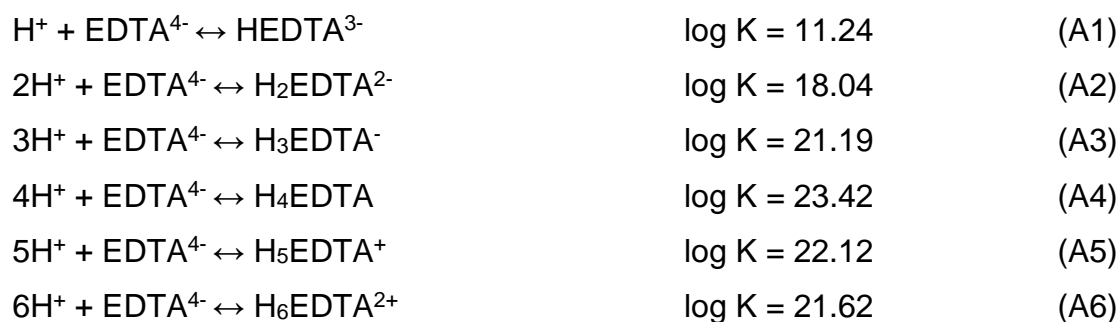 H⁺ + EDTA⁴⁻ ↔ HEDTA³⁻ log K = 11.24 (A1)
2H⁺ + EDTA⁴⁻ ↔ H₂EDTA²⁻ log K = 18.04 (A2)
3H⁺ + EDTA⁴⁻ ↔ H₃EDTA⁻ log K = 21.19 (A3)
4H⁺ + EDTA⁴⁻ ↔ H₄EDTA log K = 23.42 (A4)
5H⁺ + EDTA⁴⁻ ↔ H₅EDTA⁺ log K = 22.12 (A5)
6H⁺ + EDTA⁴⁻ ↔ H₆EDTA²⁺ log K = 21.62 (A6)